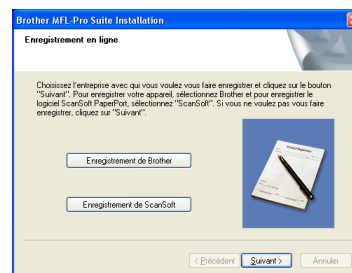 Brother MFL-Pro Suite Installation
Enregistrement en ligne
Choisissez l'entreprise avec qui vous voulez vous faire enregistrer et cliquez sur le bouton
"Suivant". Pour enregistrer votre appareil, sélectionnez Brother et pour enregistrer le
logiciel ScanSoft PaperPort, sélectionnez "ScanSoft". Si vous ne voulez pas vous faire
enregistrer, cliquez sur "Suivant".
Enregistrement de Brother
Enregistrement de ScanSoft
< Précédent
Suivant >
Annuler